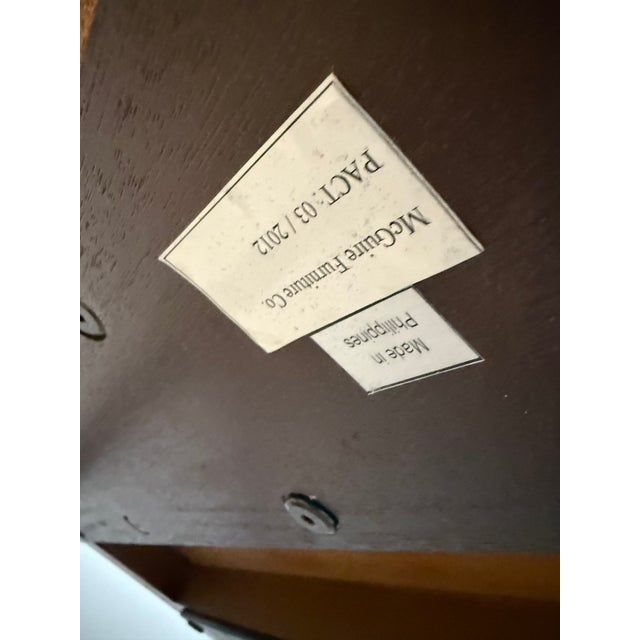 McGuire Furniture Co.
PACT: 03 / 2012
Made in
Philippines